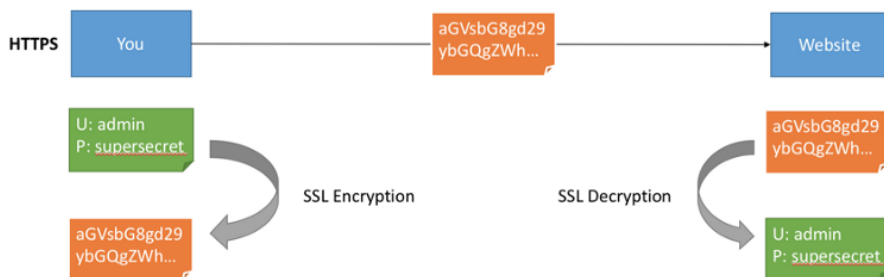 HTTPS
You
aGVsbG8gd29
ybGQgZWh...
Website
U: admin
P: supersecret
SSL Encryption
aGVsbG8gd29
ybGQgZWh...
aGVsbG8gd29
ybGQgZWh...
SSL Decryption
U: admin
P: supersecret